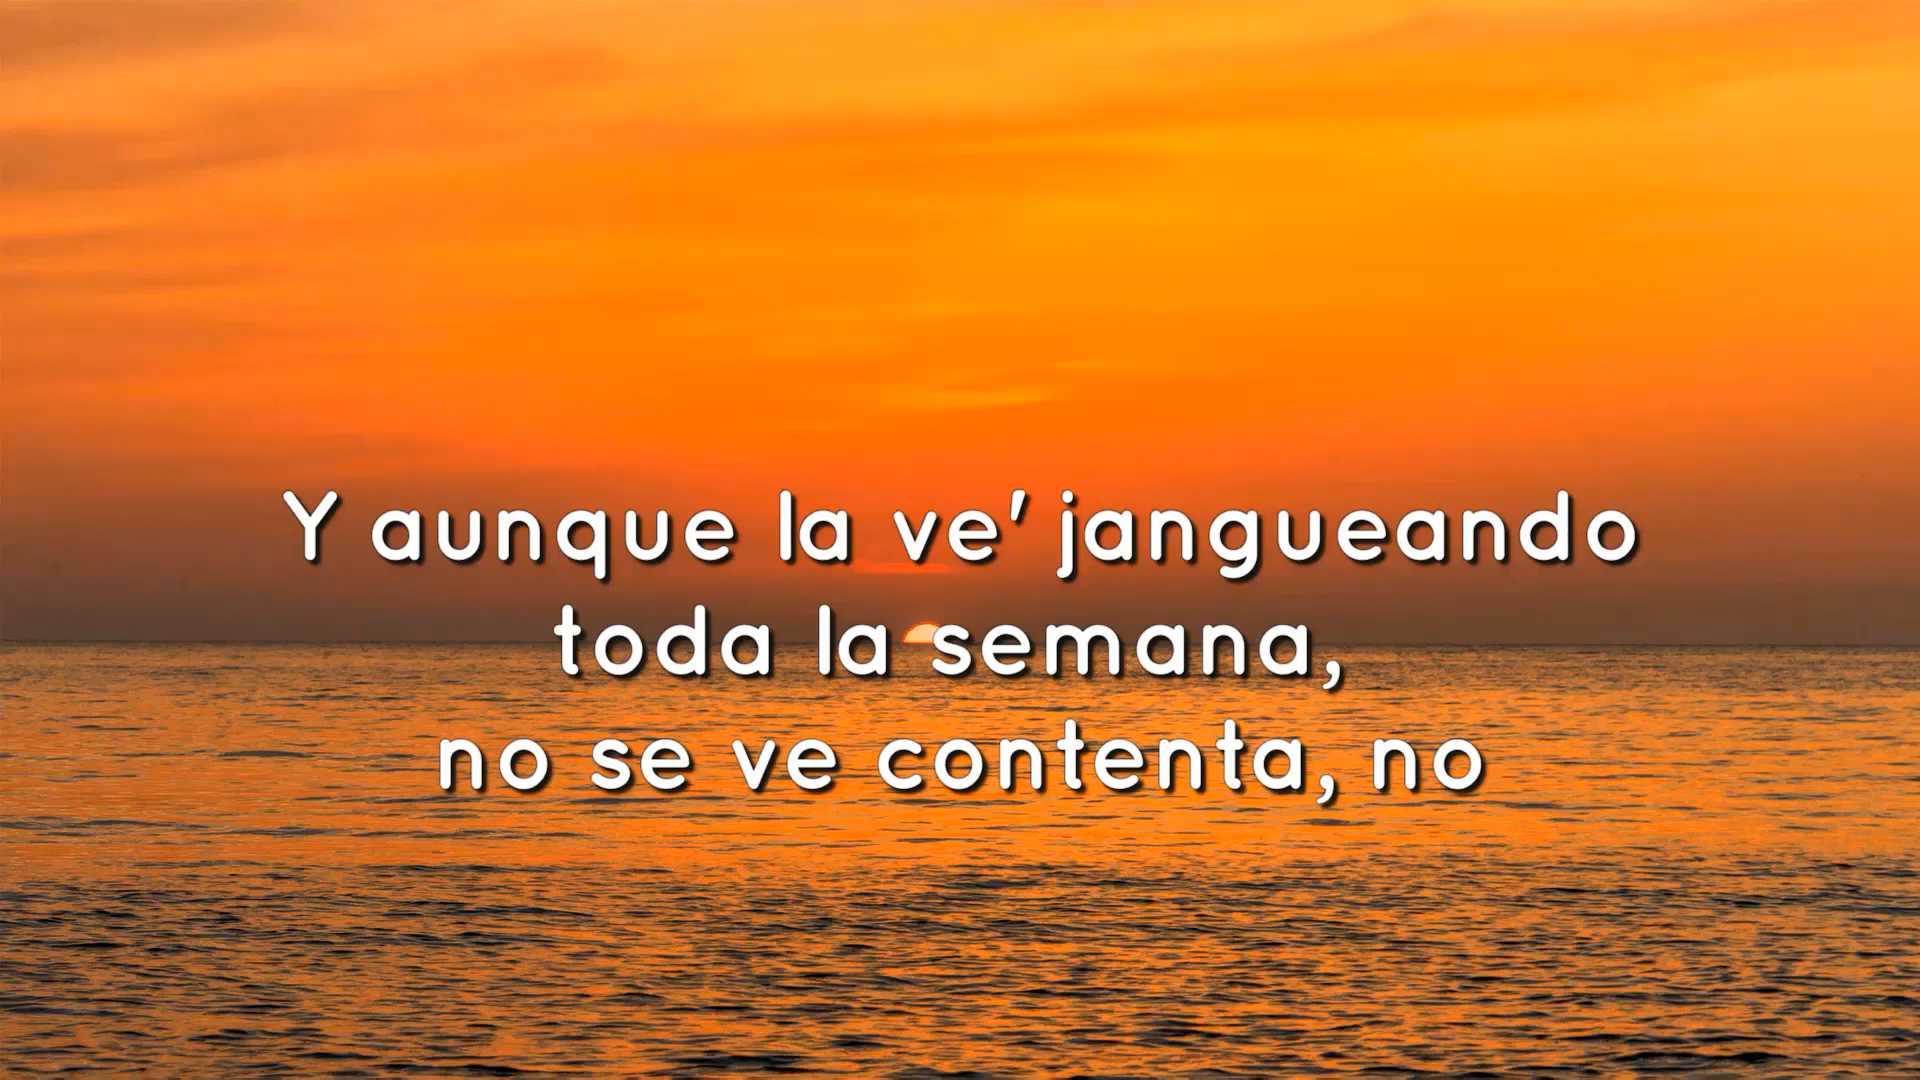 Y aunque la ve' jangueando
toda la semana,
no se ve contenta, no